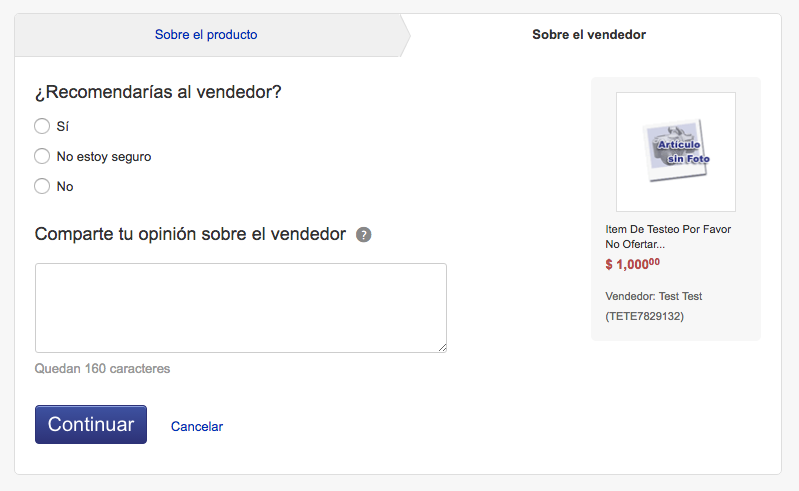 Sobre el producto
Sobre el vendedor
¿Recomendarías al vendedor?
Sí
No estoy seguro
No
Comparte tu opinión sobre el vendedor ?
Quedan 160 caracteres
Continuar
Cancelar
Artículo
sin Foto
Item De Testeo Por Favor
No Ofertar...
$ 1,000⁰⁰
Vendedor: Test Test
(TETE7829132)